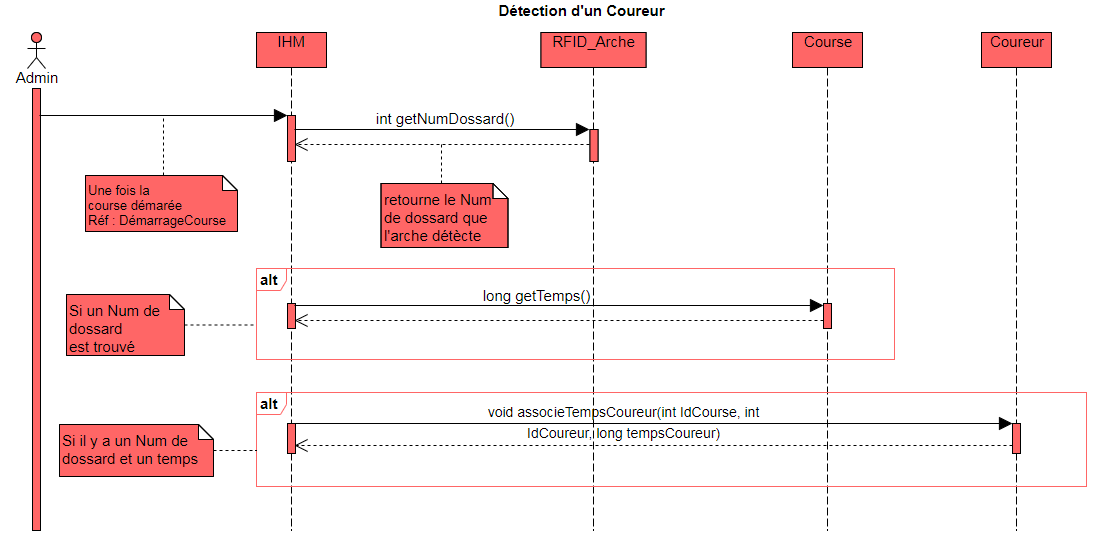 Détection d'un Coureur
Admin
IHM
RFID_Arche
Course
Coureur
int getNumDossard()
Une fois la
course démarée
Réf : DémarrageCourse
retourne le Num
de dossard que
l'arche détècte
alt
long getTemps()
Si un Num de
dossard
est trouvé
alt
void associeTempsCoureur(int IdCourse, int
IdCoureur, long tempsCoureur)
Si il y a un Num de
dossard et un temps